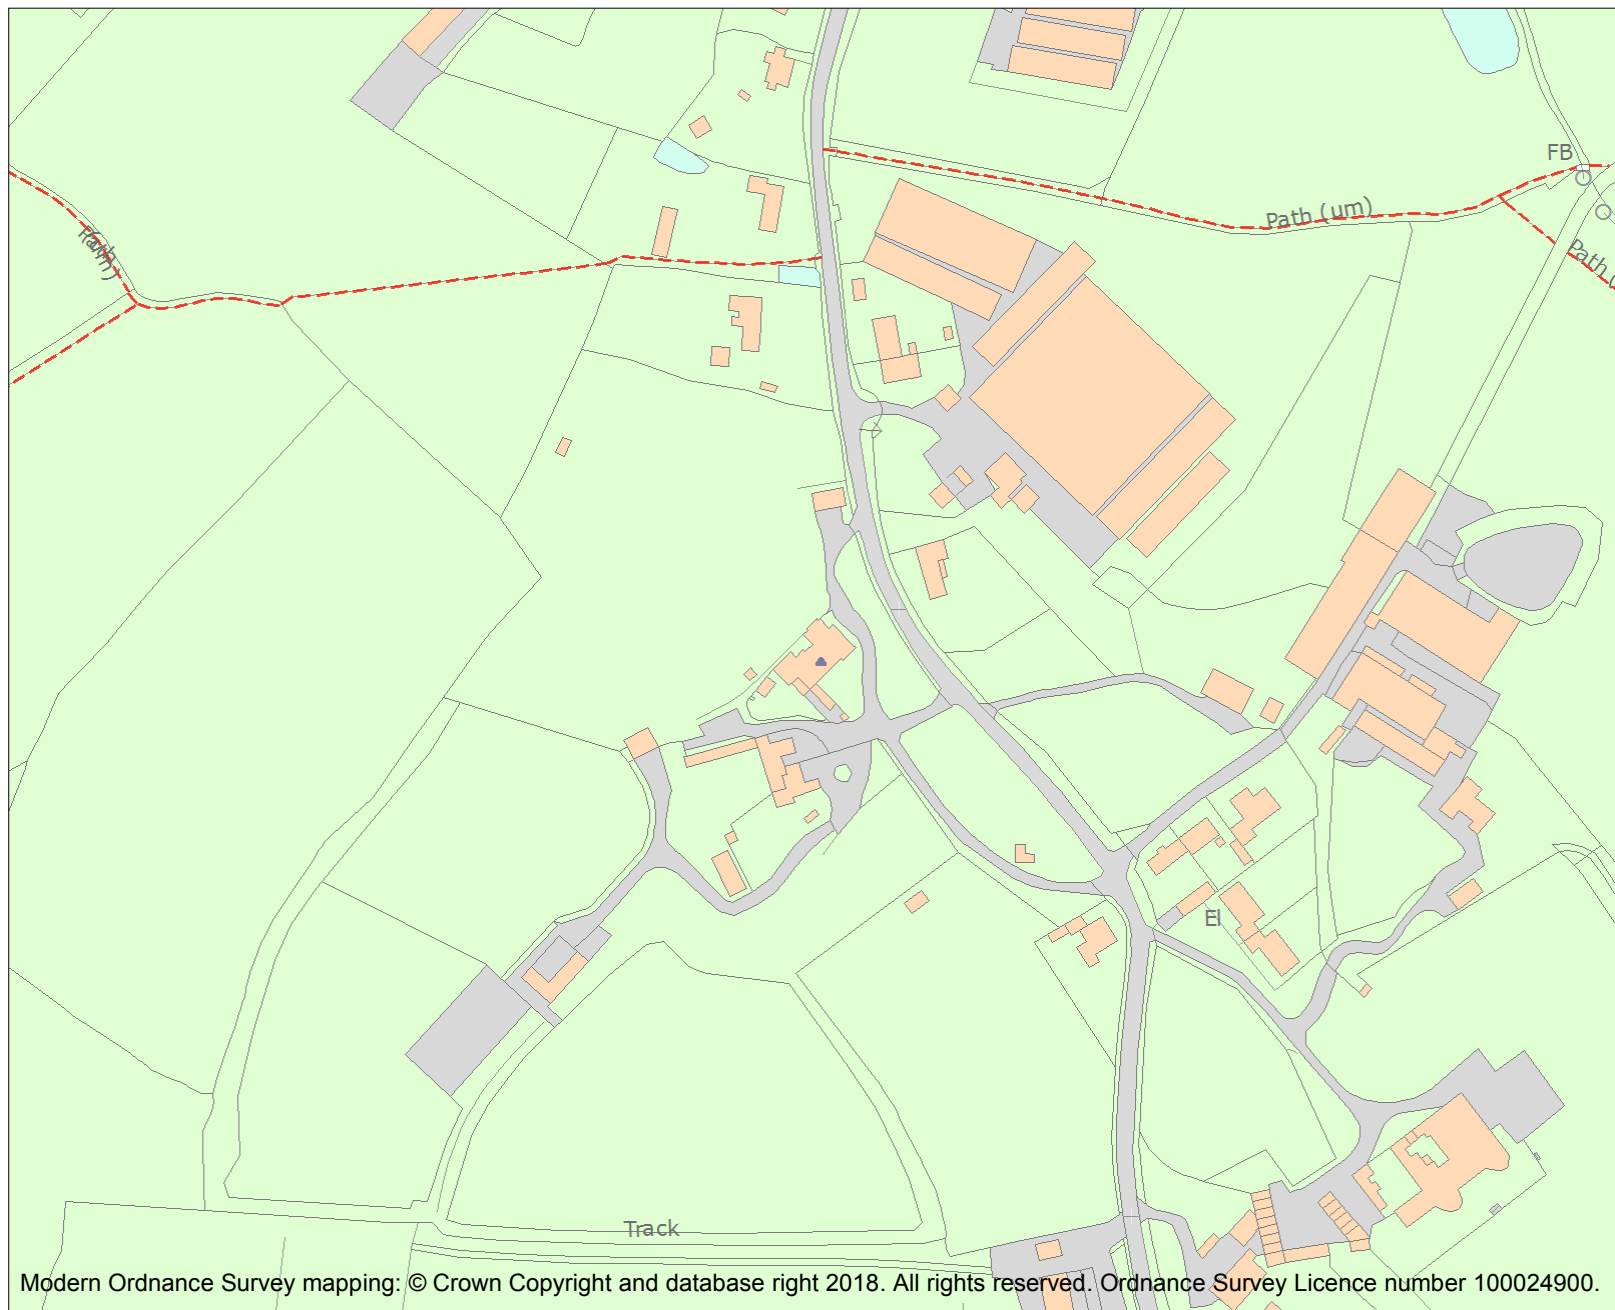 FB
Path (um)
Path (um)
Path (
El
Track
Modern Ordnance Survey mapping: © Crown Copyright and database right 2018. All rights reserved. Ordnance Survey Licence number 100024900.